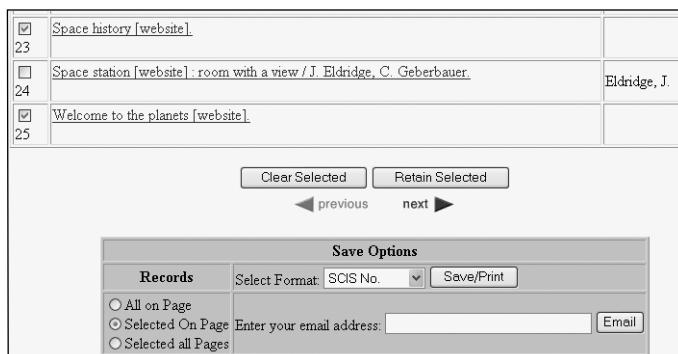 Space history [website].
23
Space station [website] : room with a view / J. Eldridge, C. Geberbauer.
Eldridge, J.
24
Welcome to the planets [website].
25
Clear Selected Retain Selected
previous next
Save Options
Records Select Format: SCIS No. Save/Print
All on Page
Selected On Page Enter your email address: Email
Selected all Pages